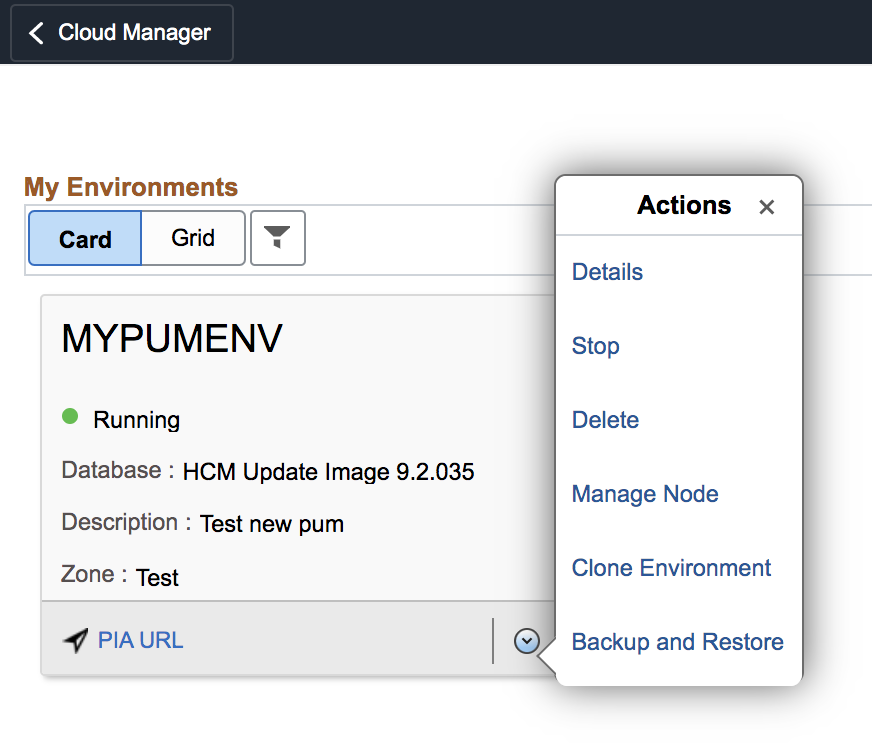 Cloud Manager
My Environments
Card
Grid
MYPUMENV
Running
Database : HCM Update Image 9.2.035
Description : Test new pum
Zone : Test
PIA URL
Actions
Details
Stop
Delete
Manage Node
Clone Environment
Backup and Restore